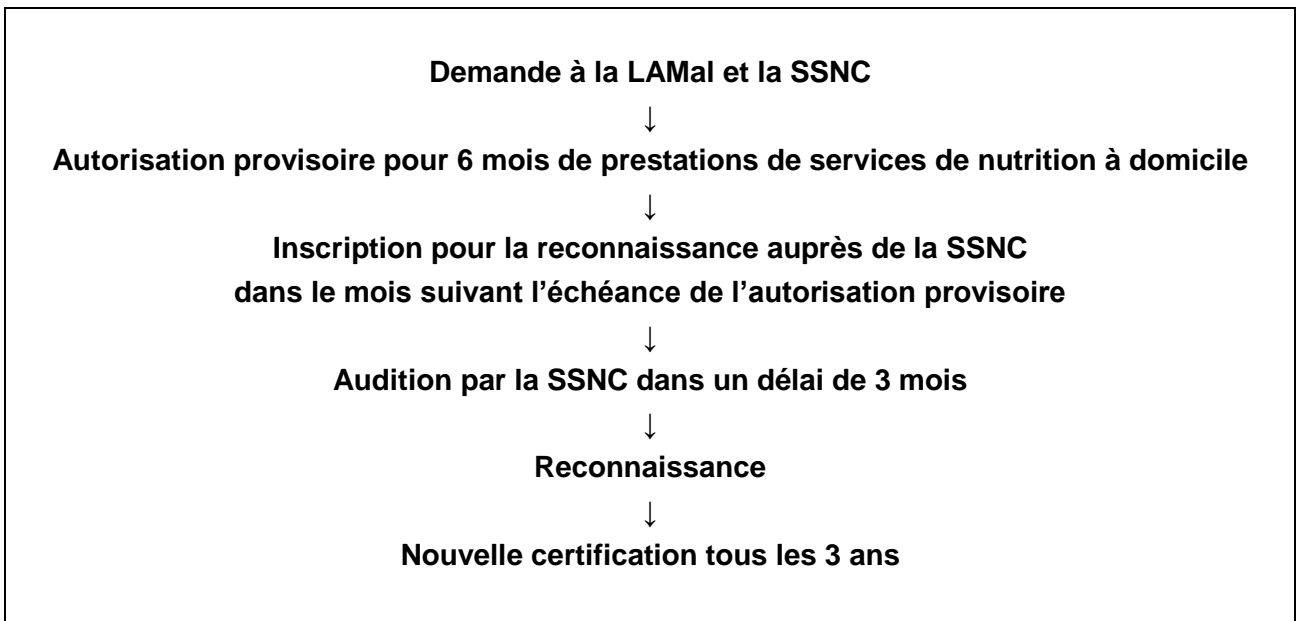 Demande à la LAMal et la SSNC
↓
Autorisation provisoire pour 6 mois de prestations de services de nutrition à domicile
↓
Inscription pour la reconnaissance auprès de la SSNC
dans le mois suivant l’échéance de l’autorisation provisoire
↓
Audition par la SSNC dans un délai de 3 mois
↓
Reconnaissance
↓
Nouvelle certification tous les 3 ans